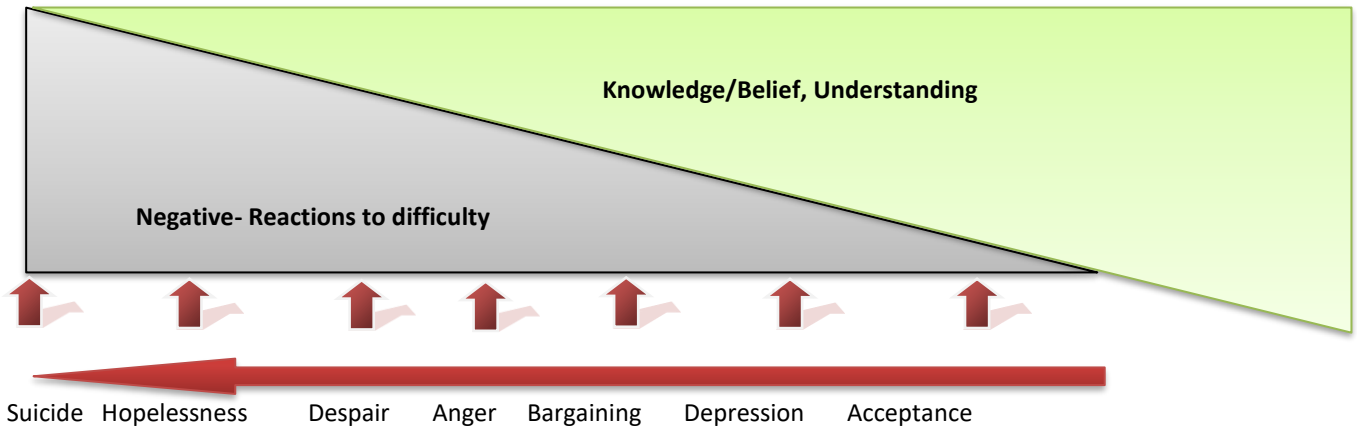 Knowledge/Belief, Understanding
Negative- Reactions to difficulty
Suicide Hopelessness Despair Anger Bargaining Depression Acceptance